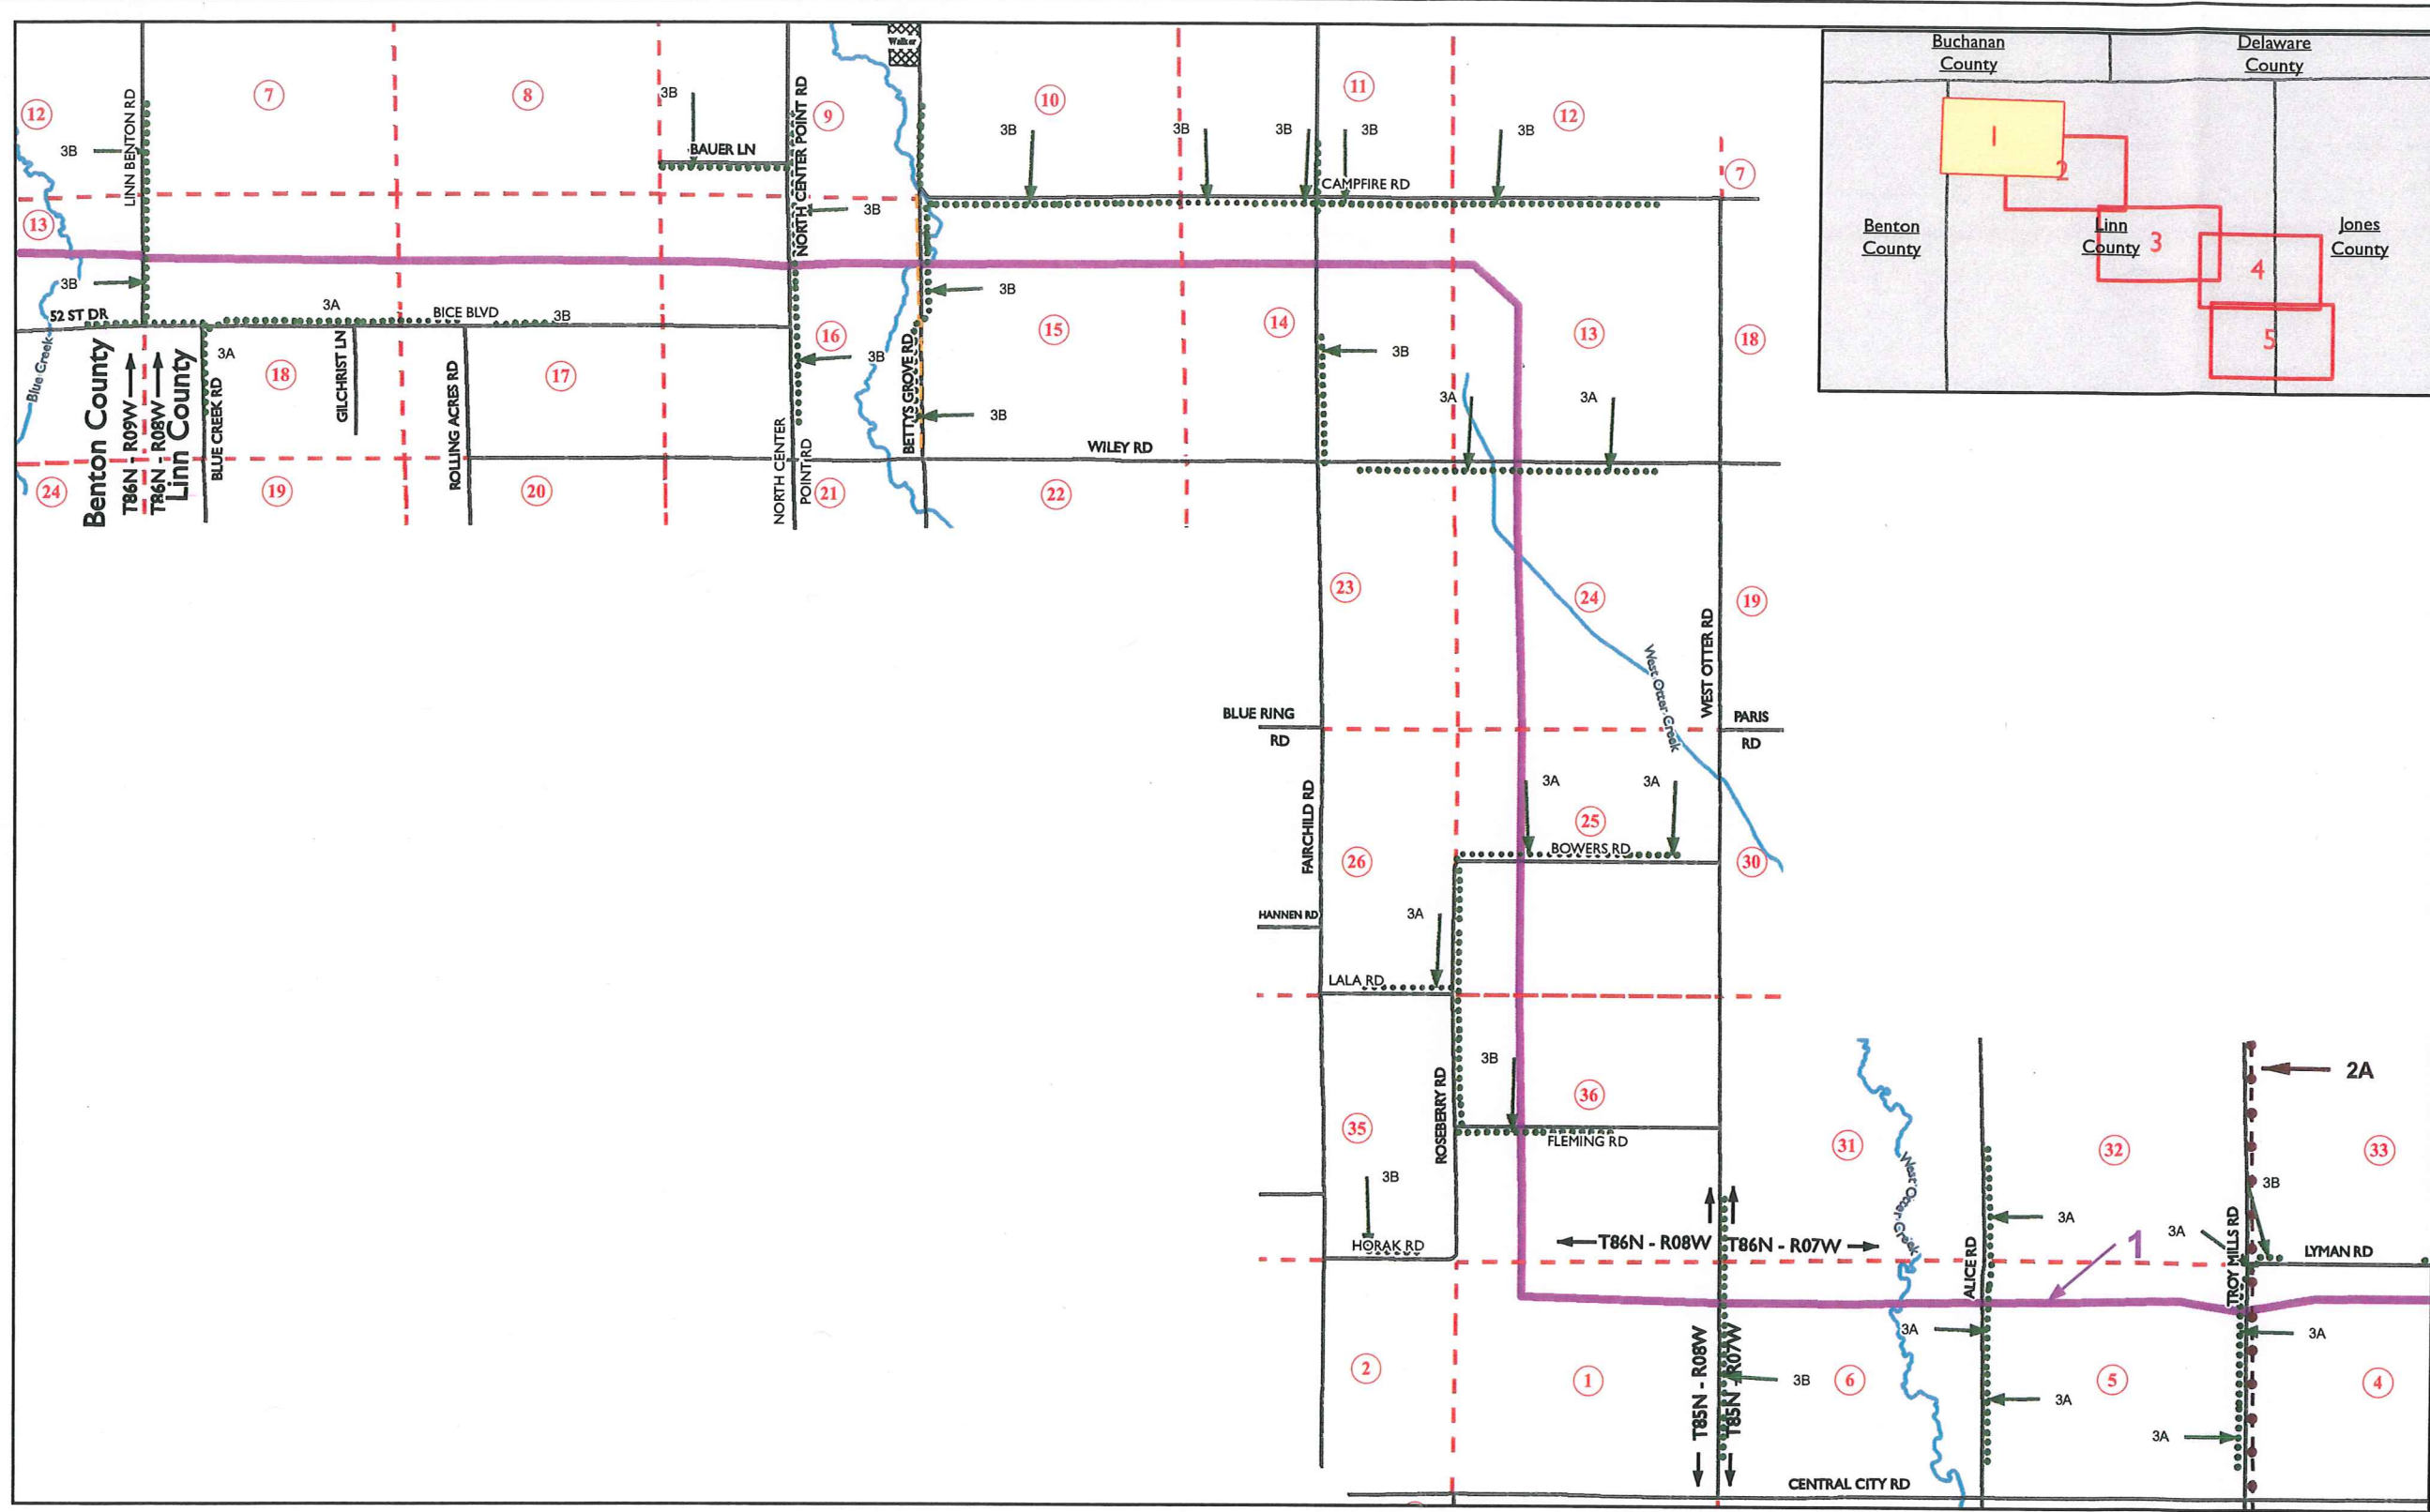 Walker
Buchanan
County
Delaware
County
1
2
Benton
County
Linn
County
3
Jones
County
4
5
12
7
8
9
10
11
12
7
3B
LINN BENTON RD
3B
BAUER LN
NORTH CENTER POINT RD
3B
3B
3B
3B
3B
3B
CAMPFIRE RD
13
3B
3B
52 ST DR
3A
BICE BLVD
3B
16
15
14
13
18
3B
3B
Blue Creek
Benton County
T86N - R09W
T86N - R08W
Linn County
3A
BLUE CREEK RD
18
GILCHRIST LN
ROLLING ACRES RD
17
NORTH CENTER
POINT RD
BETTYS GROVE RD
3B
WILEY RD
3A
3A
24
19
20
21
22
23
24
19
West Otter Creek
WEST OTTER RD
BLUE RING
RD
PARIS
RD
FAIRCHILD RD
3A
3A
25
BOWERS RD
26
30
HANNEN RD
3A
LALA RD
3B
36
ROSEBERRY RD
35
FLEMING RD
31
West Otter Creek
32
33
2A
3B
3B
HORAK RD
T86N - R08W
T86N - R07W
ALICE RD
3A
1
3A
TROY MILLS RD
LYMAN RD
3A
3A
T85N - R08W
T85N - R07W
2
1
3B
6
3A
5
3A
4
CENTRAL CITY RD